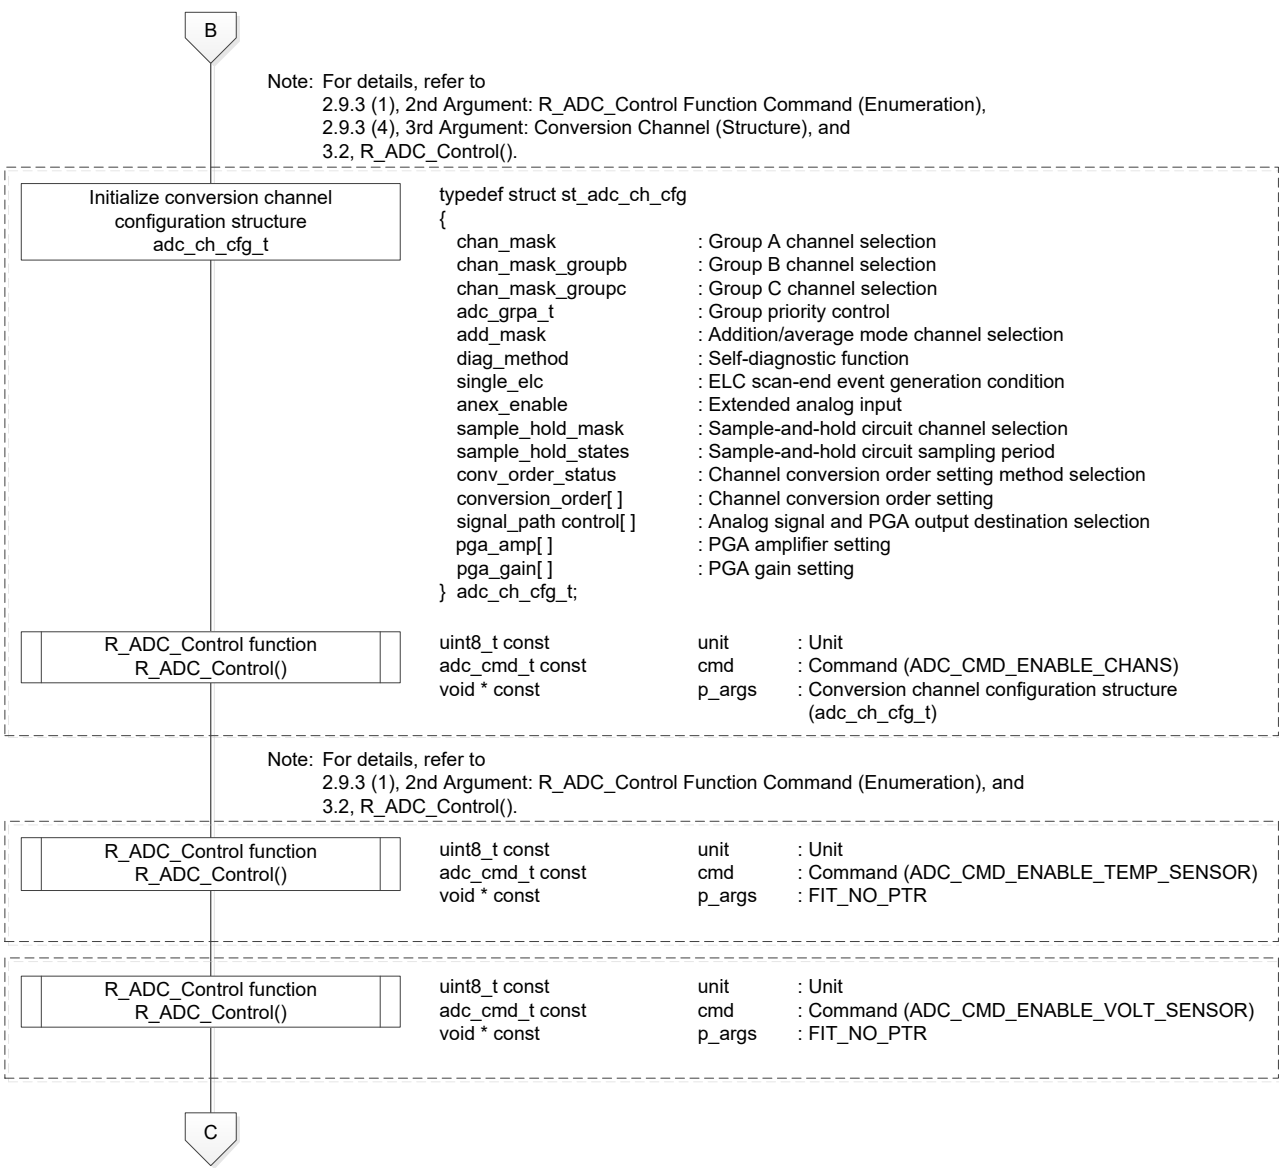 B
Note: For details, refer to
2.9.3 (1), 2nd Argument: R_ADC_Control Function Command (Enumeration),
2.9.3 (4), 3rd Argument: Conversion Channel (Structure), and
3.2, R_ADC_Control().
Initialize conversion channel
configuration structure
adc_ch_cfg_t
typedef struct st_adc_ch_cfg
{
chan_mask : Group A channel selection
chan_mask_groupb : Group B channel selection
chan_mask_groupc : Group C channel selection
adc_grpa_t : Group priority control
add_mask : Addition/average mode channel selection
diag_method : Self-diagnostic function
single_elc : ELC scan-end event generation condition
anex_enable : Extended analog input
sample_hold_mask : Sample-and-hold circuit channel selection
sample_hold_states : Sample-and-hold circuit sampling period
conv_order_status : Channel conversion order setting method selection
conversion_order[ ] : Channel conversion order setting
signal_path control[ ] : Analog signal and PGA output destination selection
pga_amp[ ] : PGA amplifier setting
pga_gain[ ] : PGA gain setting
} adc_ch_cfg_t;
R_ADC_Control function
R_ADC_Control()
uint8_t const unit : Unit
adc_cmd_t const cmd : Command (ADC_CMD_ENABLE_CHANS)
void * const p_args : Conversion channel configuration structure
(adc_ch_cfg_t)
Note: For details, refer to
2.9.3 (1), 2nd Argument: R_ADC_Control Function Command (Enumeration), and
3.2, R_ADC_Control().
R_ADC_Control function
R_ADC_Control()
uint8_t const unit : Unit
adc_cmd_t const cmd : Command (ADC_CMD_ENABLE_TEMP_SENSOR)
void * const p_args : FIT_NO_PTR
R_ADC_Control function
R_ADC_Control()
uint8_t const unit : Unit
adc_cmd_t const cmd : Command (ADC_CMD_ENABLE_VOLT_SENSOR)
void * const p_args : FIT_NO_PTR
C